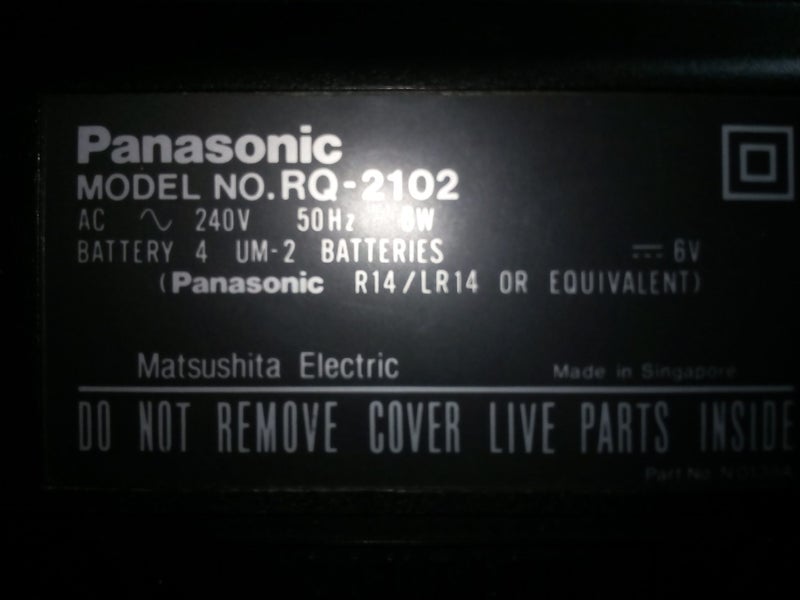 Panasonic
MODEL NO. RQ-2102
AC ∿ 240V 50Hz
BATTERY 4 UM-2 BATTERIES ⎓ 6V
(Panasonic R14/LR14 OR EQUIVALENT)
Matsushita Electric Made in Singapore
DO NOT REMOVE COVER LIVE PARTS INSIDE
Part No.